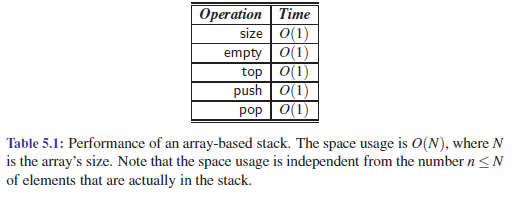 Operation Time
size O(1)
empty O(1)
top O(1)
push O(1)
pop O(1)
Table 5.1: Performance of an array-based stack. The space usage is O(N), where N
is the array's size. Note that the space usage is independent from the number n ≤ N
of elements that are actually in the stack.